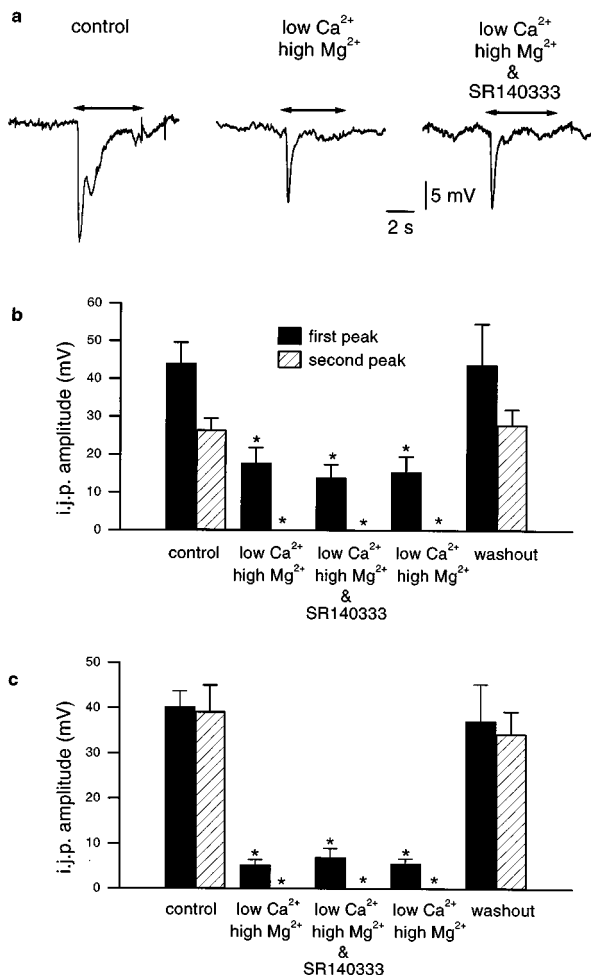 a
control
low Ca²⁺
high Mg²⁺
low Ca²⁺
high Mg²⁺
&
SR140333
5 mV
2 s
b
i.j.p. amplitude (mV)
60
50
40
30
20
10
0
first peak
second peak
*
*
*
*
*
*
control
low Ca²⁺
high Mg²⁺
low Ca²⁺
high Mg²⁺
&
SR140333
low Ca²⁺
high Mg²⁺
washout
c
i.j.p. amplitude (mV)
50
40
30
20
10
0
*
*
*
*
*
*
control
low Ca²⁺
high Mg²⁺
low Ca²⁺
high Mg²⁺
&
SR140333
low Ca²⁺
high Mg²⁺
washout